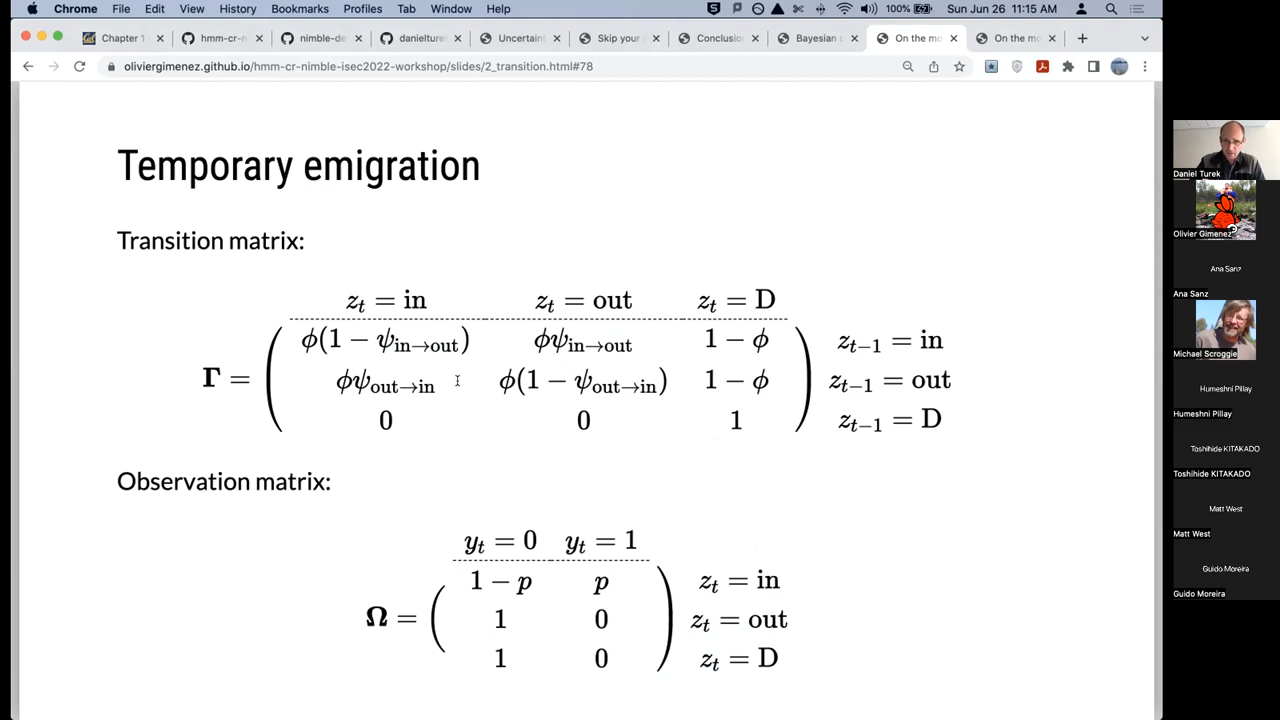 Chrome File Edit View History Bookmarks Profiles Tab Window Help 100% Sun Jun 26 11:15 AM
Chapter 1 hmm-cr-n nimble-de danielture Uncertaint Skip your Conclusion Bayesian c On the mo On the mo
oliviergimenez.github.io/hmm-cr-nimble-isec2022-workshop/slides/2_transition.html#78
Temporary emigration
Transition matrix:
z_t = in z_t = out z_t = D
ϕ(1 − ψ_in→out) ϕψ_in→out 1 − ϕ z_t−1 = in
Γ = ϕψ_out→in ϕ(1 − ψ_out→in) 1 − ϕ z_t−1 = out
0 0 1 z_t−1 = D
Observation matrix:
y_t = 0 y_t = 1
1 − p p z_t = in
Ω = ( 1 0 ) z_t = out
1 0 z_t = D
Daniel Turek
Olivier Gimenez
Ana Sanz
Ana Sanz
Michael Scroggie
Humeshni Pillay
Humeshni Pillay
Toshihide KITAKADO
Toshihide KITAKADO
Matt West
Matt West
Guido Moreira
Guido Moreira